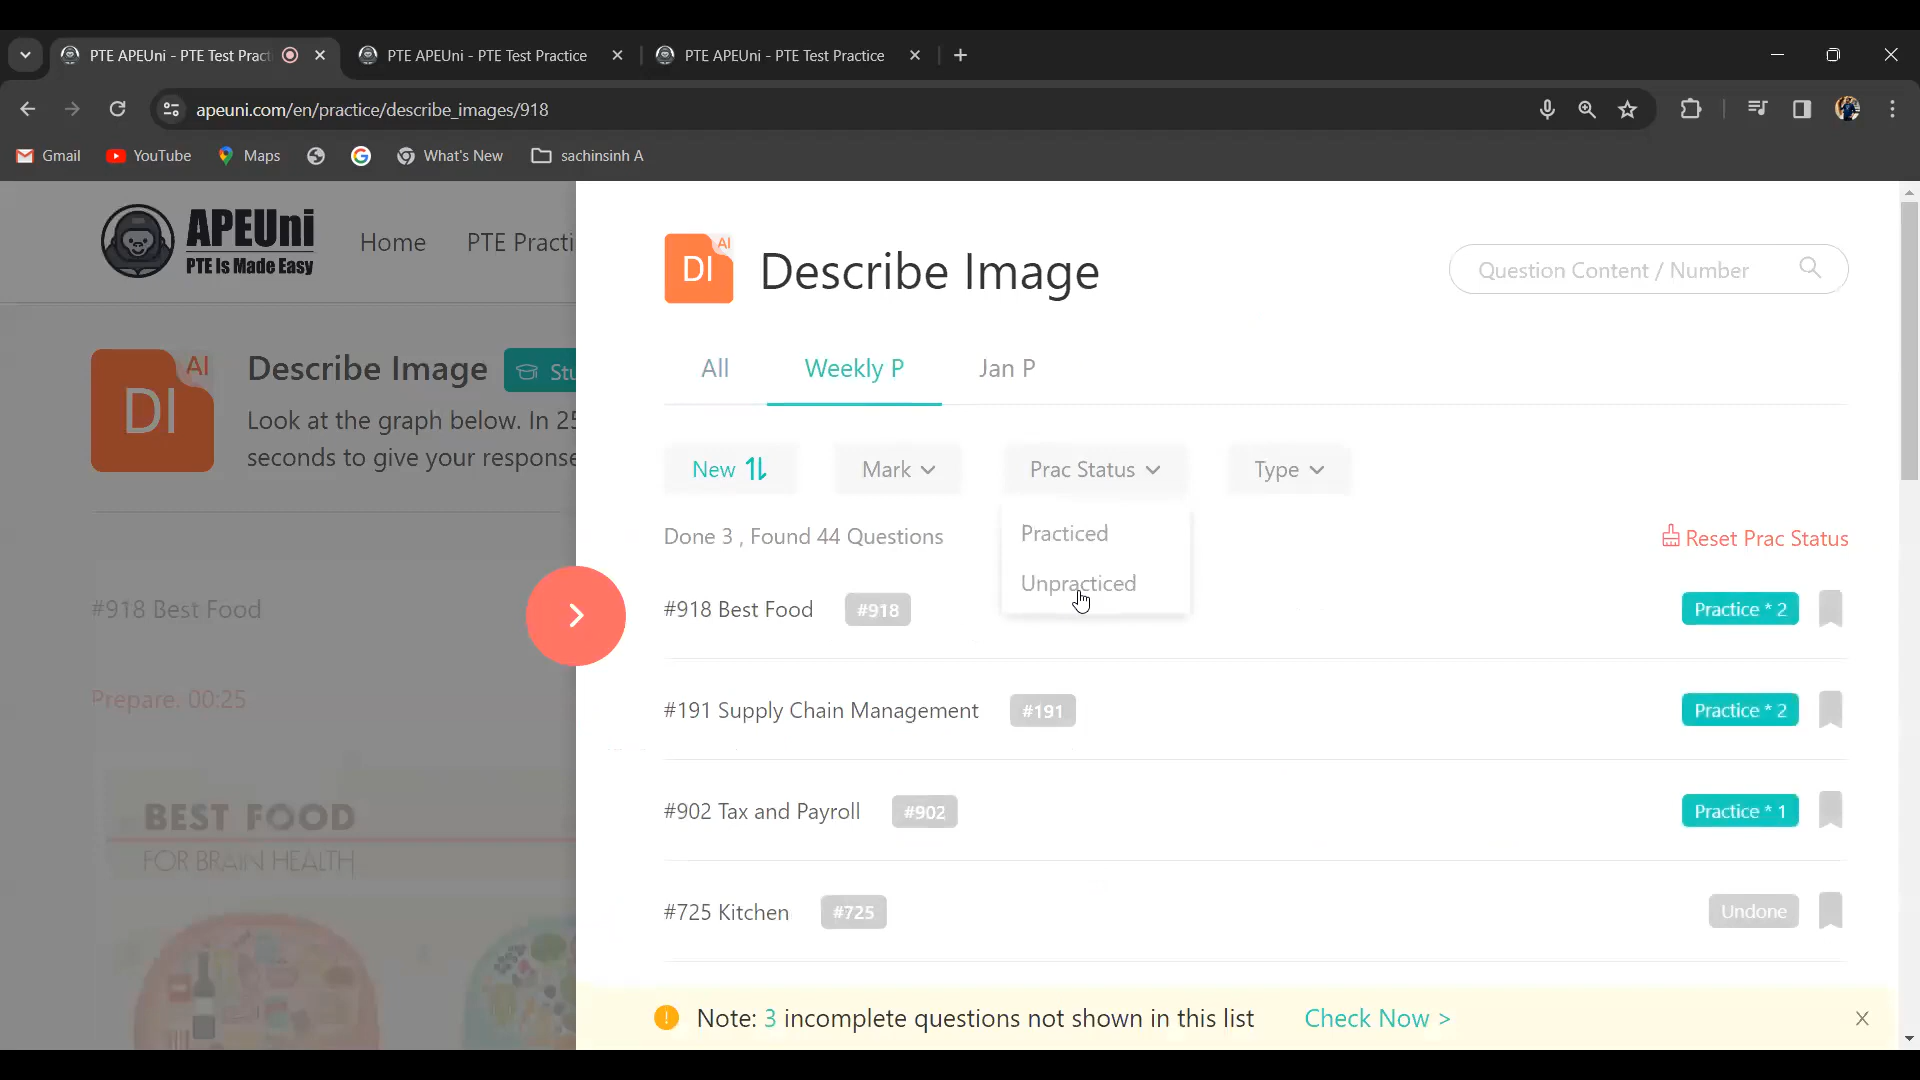 PTE APEUni - PTE Test Pract
PTE APEUni - PTE Test Practice
PTE APEUni - PTE Test Practice
apeuni.com/en/practice/describe_images/918
Gmail
YouTube
Maps
What's New
sachinsinh A
APEUni
PTE Is Made Easy
Home
PTE Practi
DI
AI
Describe Image
Question Content / Number
All
Weekly P
Jan P
DI
AI
Describe Image
Stu
Look at the graph below. In 25
seconds to give your response
New
Mark
Prac Status
Type
Practiced
Unpracticed
Done 3 , Found 44 Questions
Reset Prac Status
#918 Best Food
Prepare. 00:25
BEST FOOD
FOR BRAIN HEALTH
#918 Best Food
#918
Practice * 2
#191 Supply Chain Management
#191
Practice * 2
#902 Tax and Payroll
#902
Practice * 1
#725 Kitchen
#725
Undone
! Note: 3 incomplete questions not shown in this list
Check Now >